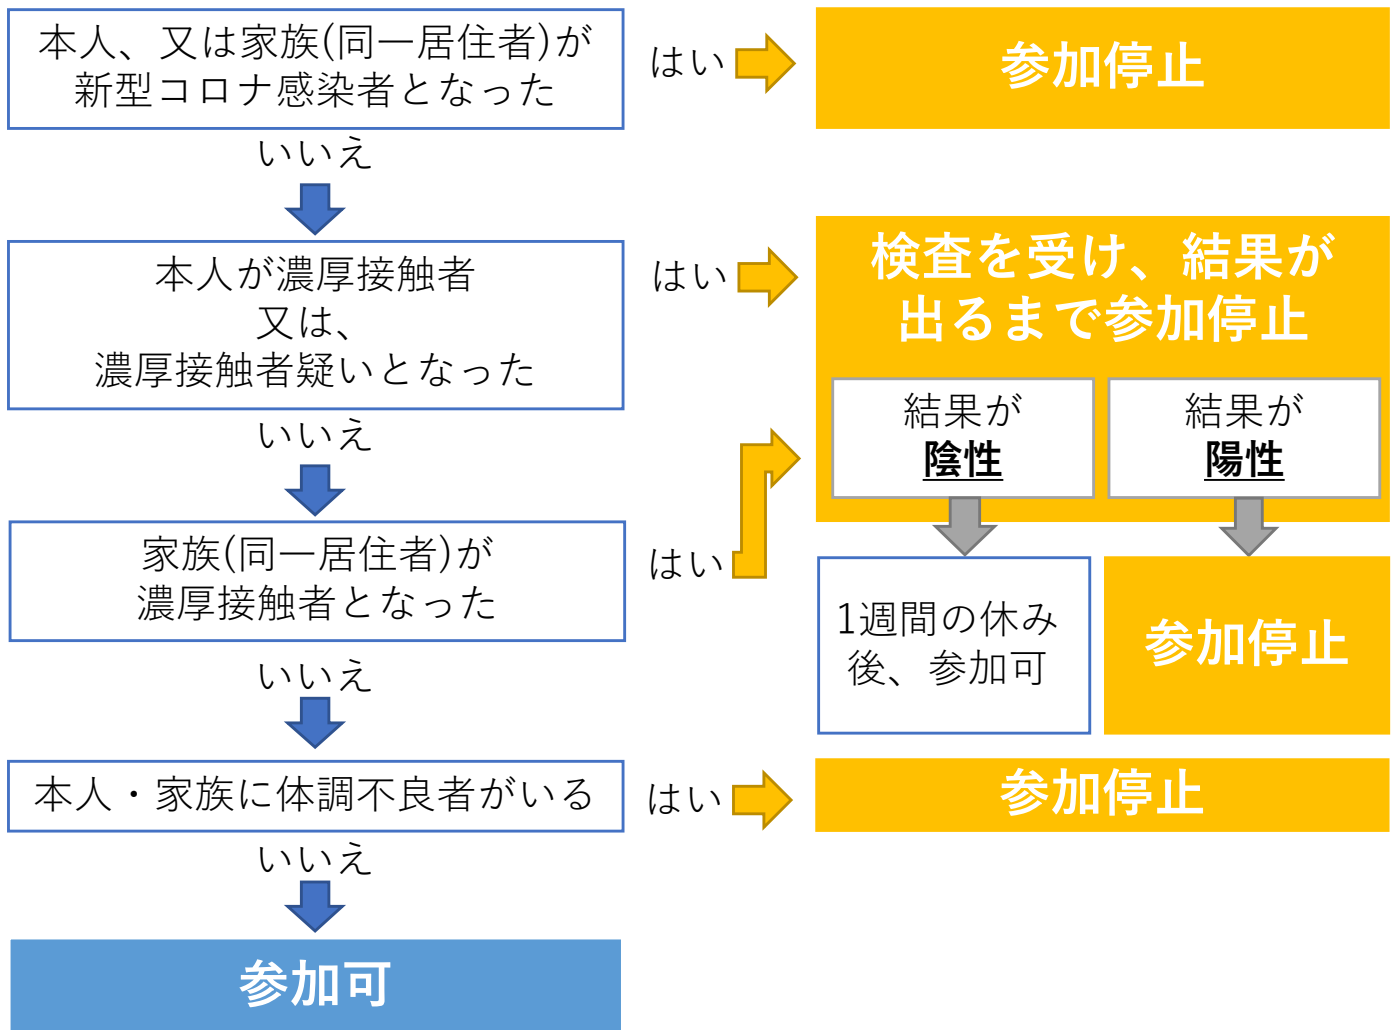 本人、又は家族(同一居住者)が
新型コロナ感染者となった
はい
参加停止
いいえ
本人が濃厚接触者
又は、
濃厚接触者疑いとなった
はい
検査を受け、結果が
出るまで参加停止
結果が
陰性
結果が
陽性
いいえ
家族(同一居住者)が
濃厚接触者となった
はい
1週間の休み
後、参加可
参加停止
いいえ
本人・家族に体調不良者がいる
はい
参加停止
いいえ
参加可